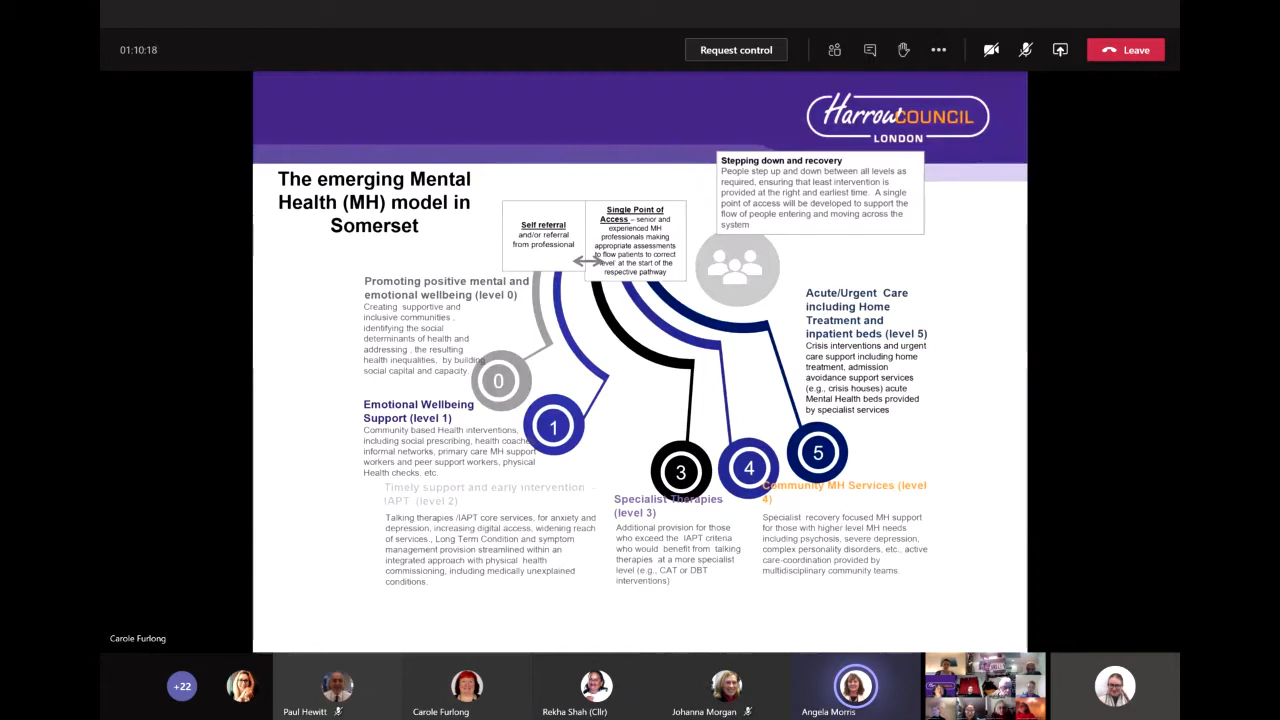 01:10:18
Request control
Leave
Harrow COUNCIL
LONDON
The emerging Mental
Health (MH) model in
Somerset
Self referral
and/or referral
from professional
Single Point of
Access – senior and
experienced MH
professionals making
appropriate assessments
to flow patients to correct
'level' at the start of the
respective pathway
Stepping down and recovery
People step up and down between all levels as
required, ensuring that least intervention is
provided at the right and earliest time. A single
point of access will be developed to support the
flow of people entering and moving across the
system
Promoting positive mental and
emotional wellbeing (level 0)
Creating supportive and
inclusive communities ,
identifying the social
determinants of health and
addressing , the resulting
health inequalities, by building
social capital and capacity.
0
Emotional Wellbeing
Support (level 1)
Community based Health interventions,
including social prescribing, health coache
informal networks, primary care MH support
workers and peer support workers, physical
Health checks, etc.
1
Timely support and early intervention –
IAPT (level 2)
Talking therapies /IAPT core services, for anxiety and
depression, increasing digital access, widening reach
of services., Long Term Condition and symptom
management provision streamlined within an
integrated approach with physical health
commissioning, including medically unexplained
conditions.
3
Specialist Therapies
(level 3)
Additional provision for those
who exceed the IAPT criteria
who would benefit from talking
therapies at a more specialist
level (e.g., CAT or DBT
interventions)
4
Community MH Services (level
4)
Specialist recovery focused MH support
for those with higher level MH needs
including psychosis, severe depression,
complex personality disorders, etc., active
care-coordination provided by
multidisciplinary community teams.
5
Acute/Urgent Care
including Home
Treatment and
inpatient beds (level 5)
Crisis interventions and urgent
care support including home
treatment, admission
avoidance support services
(e.g., crisis houses) acute
Mental Health beds provided
by specialist services
Carole Furlong
+22
Paul Hewitt
Carole Furlong
Rekha Shah (Cllr)
Johanna Morgan
Angela Morris